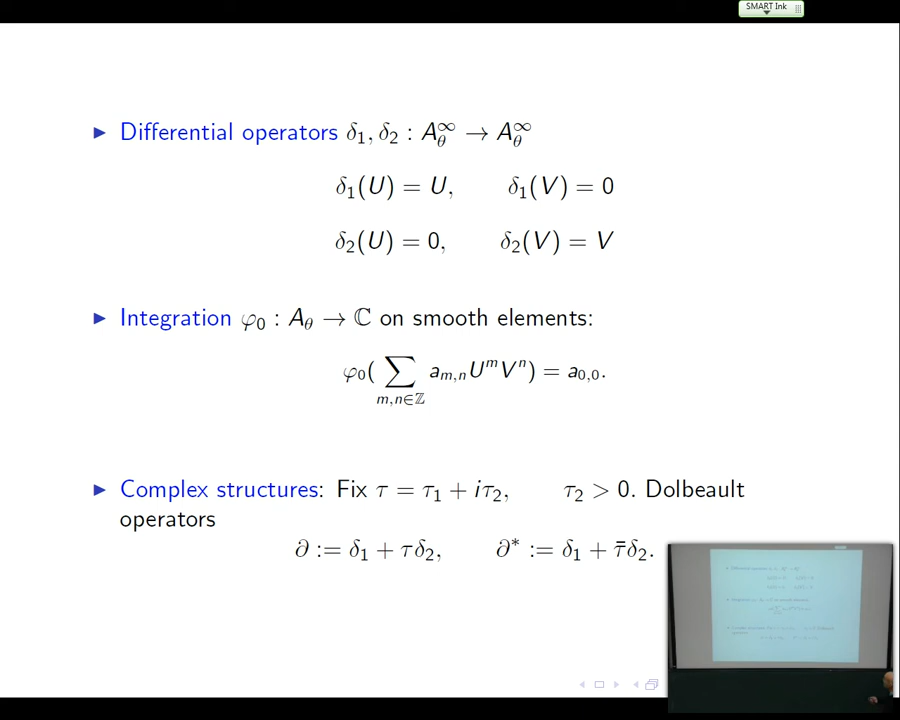 SMART Ink
▶ Differential operators δ₁, δ₂ : A_θ^∞ → A_θ^∞
δ₁(U) = U, δ₁(V) = 0
δ₂(U) = 0, δ₂(V) = V
▶ Integration φ₀ : A_θ → ℂ on smooth elements:
φ₀( ∑_{m,n∈ℤ} a_{m,n} U^m V^n ) = a_{0,0}.
▶ Complex structures: Fix τ = τ₁ + iτ₂, τ₂ > 0. Dolbeault
operators
∂ := δ₁ + τδ₂, ∂* := δ₁ + τ̄δ₂.